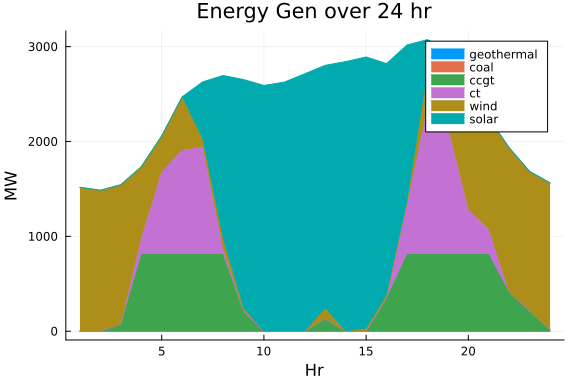 Energy Gen over 24 hr
3000
2000
1000
0
MW
5
10
15
20
Hr
geothermal
coal
ccgt
ct
wind
solar